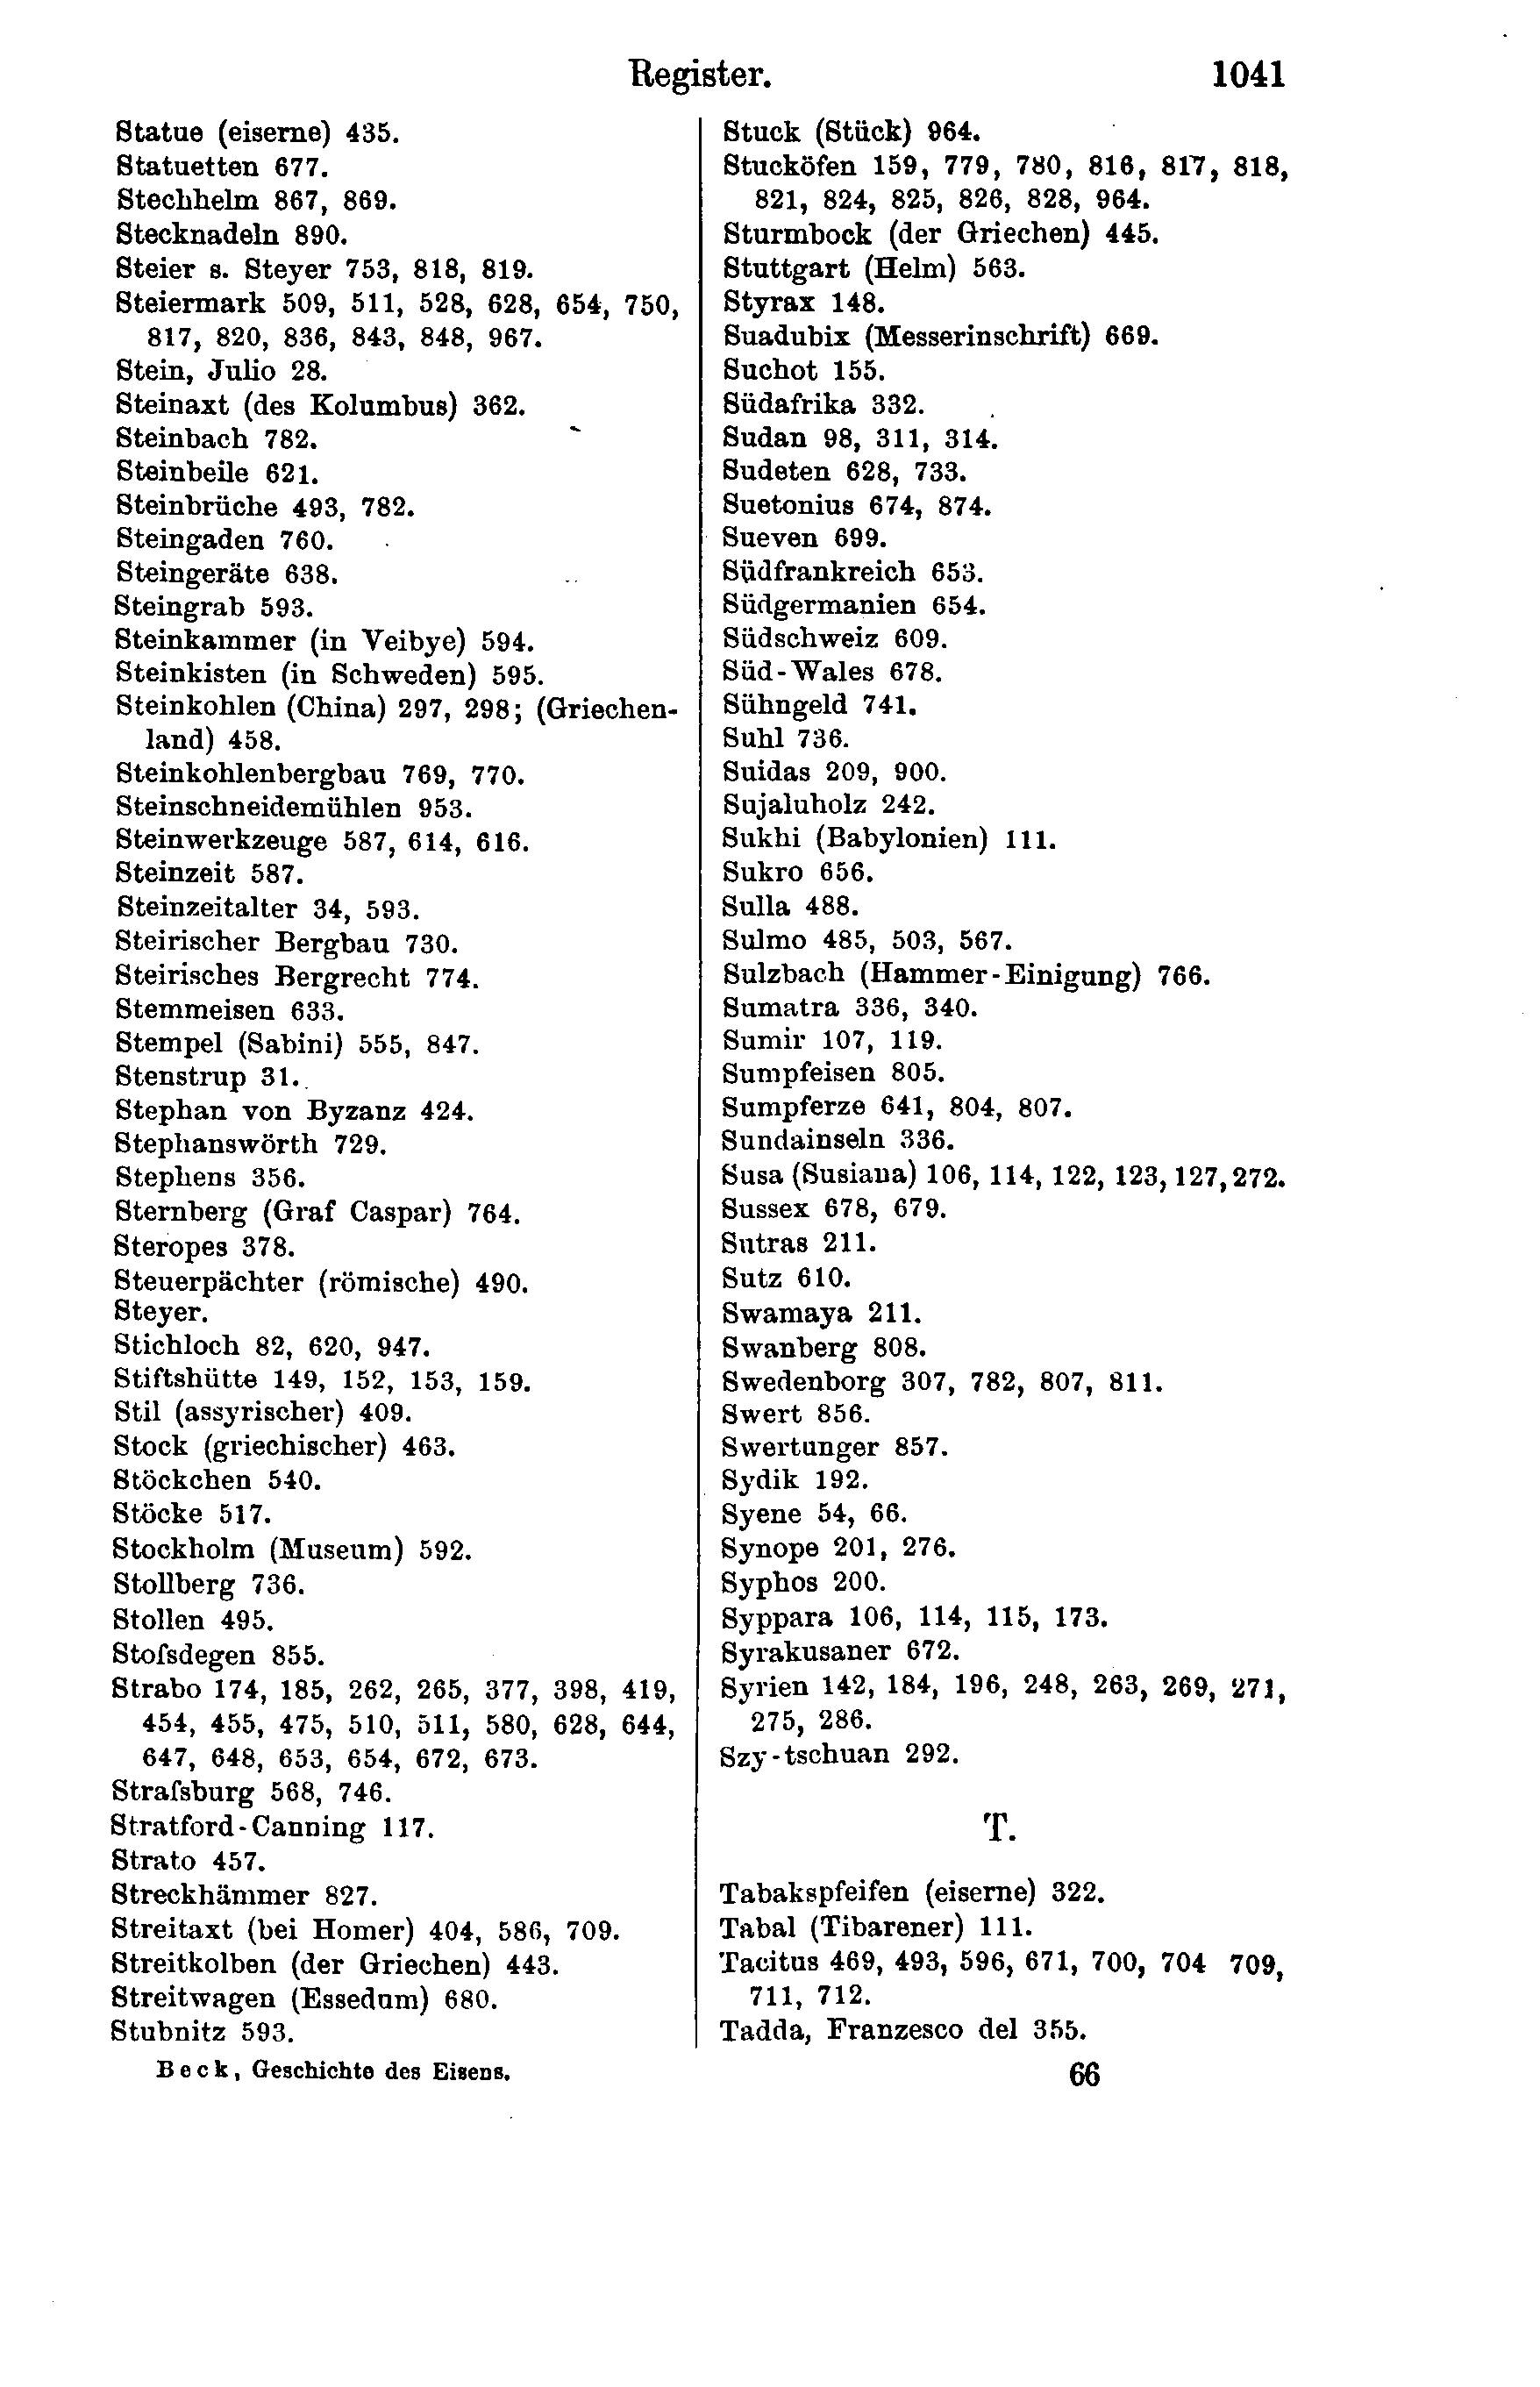 Register. 1041
Statue (eiserne) 435.
Statuetten 677.
Stechhelm 867, 869.
Stecknadeln 890.
Steier s. Steyer 753, 818, 819.
Steiermark 509, 511, 528, 628, 654, 750,
817, 820, 836, 843, 848, 967.
Stein, Julio 28.
Steinaxt (des Kolumbus) 362.
Steinbach 782.
Steinbeile 621.
Steinbrüche 493, 782.
Steingaden 760.
Steingeräte 638.
Steingrab 593.
Steinkammer (in Veibye) 594.
Steinkisten (in Schweden) 595.
Steinkohlen (China) 297, 298; (Griechen-
land) 458.
Steinkohlenbergbau 769, 770.
Steinschneidemühlen 953.
Steinwerkzeuge 587, 614, 616.
Steinzeit 587.
Steinzeitalter 34, 593.
Steirischer Bergbau 730.
Steirisches Bergrecht 774.
Stemmeisen 633.
Stempel (Sabini) 555, 847.
Stenstrup 31.
Stephan von Byzanz 424.
Stephanswörth 729.
Stephens 356.
Sternberg (Graf Caspar) 764.
Steropes 378.
Steuerpächter (römische) 490.
Steyer.
Stichloch 82, 620, 947.
Stiftshütte 149, 152, 153, 159.
Stil (assyrischer) 409.
Stock (griechischer) 463.
Stöckchen 540.
Stöcke 517.
Stockholm (Museum) 592.
Stollberg 736.
Stollen 495.
Stoſsdegen 855.
Strabo 174, 185, 262, 265, 377, 398, 419,
454, 455, 475, 510, 511, 580, 628, 644,
647, 648, 653, 654, 672, 673.
Straſsburg 568, 746.
Stratford-Canning 117.
Strato 457.
Streckhämmer 827.
Streitaxt (bei Homer) 404, 586, 709.
Streitkolben (der Griechen) 443.
Streitwagen (Essedum) 680.
Stubnitz 593.
Beck, Geschichte des Eisens.
Stuck (Stück) 964.
Stucköfen 159, 779, 780, 816, 817, 818,
821, 824, 825, 826, 828, 964.
Sturmbock (der Griechen) 445.
Stuttgart (Helm) 563.
Styrax 148.
Suadubix (Messerinschrift) 669.
Suchot 155.
Südafrika 332.
Sudan 98, 311, 314.
Sudeten 628, 733.
Suetonius 674, 874.
Sueven 699.
Südfrankreich 653.
Südgermanien 654.
Südschweiz 609.
Süd-Wales 678.
Sühngeld 741.
Suhl 736.
Suidas 209, 900.
Sujaluholz 242.
Sukhi (Babylonien) 111.
Sukro 656.
Sulla 488.
Sulmo 485, 503, 567.
Sulzbach (Hammer-Einigung) 766.
Sumatra 336, 340.
Sumir 107, 119.
Sumpfeisen 805.
Sumpferze 641, 804, 807.
Sundainseln 336.
Susa (Susiana) 106, 114, 122, 123, 127, 272.
Sussex 678, 679.
Sutras 211.
Sutz 610.
Swamaya 211.
Swanberg 808.
Swedenborg 307, 782, 807, 811.
Swert 856.
Swertunger 857.
Sydik 192.
Syene 54, 66.
Synope 201, 276.
Syphos 200.
Syppara 106, 114, 115, 173.
Syrakusaner 672.
Syrien 142, 184, 196, 248, 263, 269, 271,
275, 286.
Szy-tschuan 292.
T.
Tabakspfeifen (eiserne) 322.
Tabal (Tibarener) 111.
Tacitus 469, 493, 596, 671, 700, 704 709,
711, 712.
Tadda, Franzesco del 355.
66